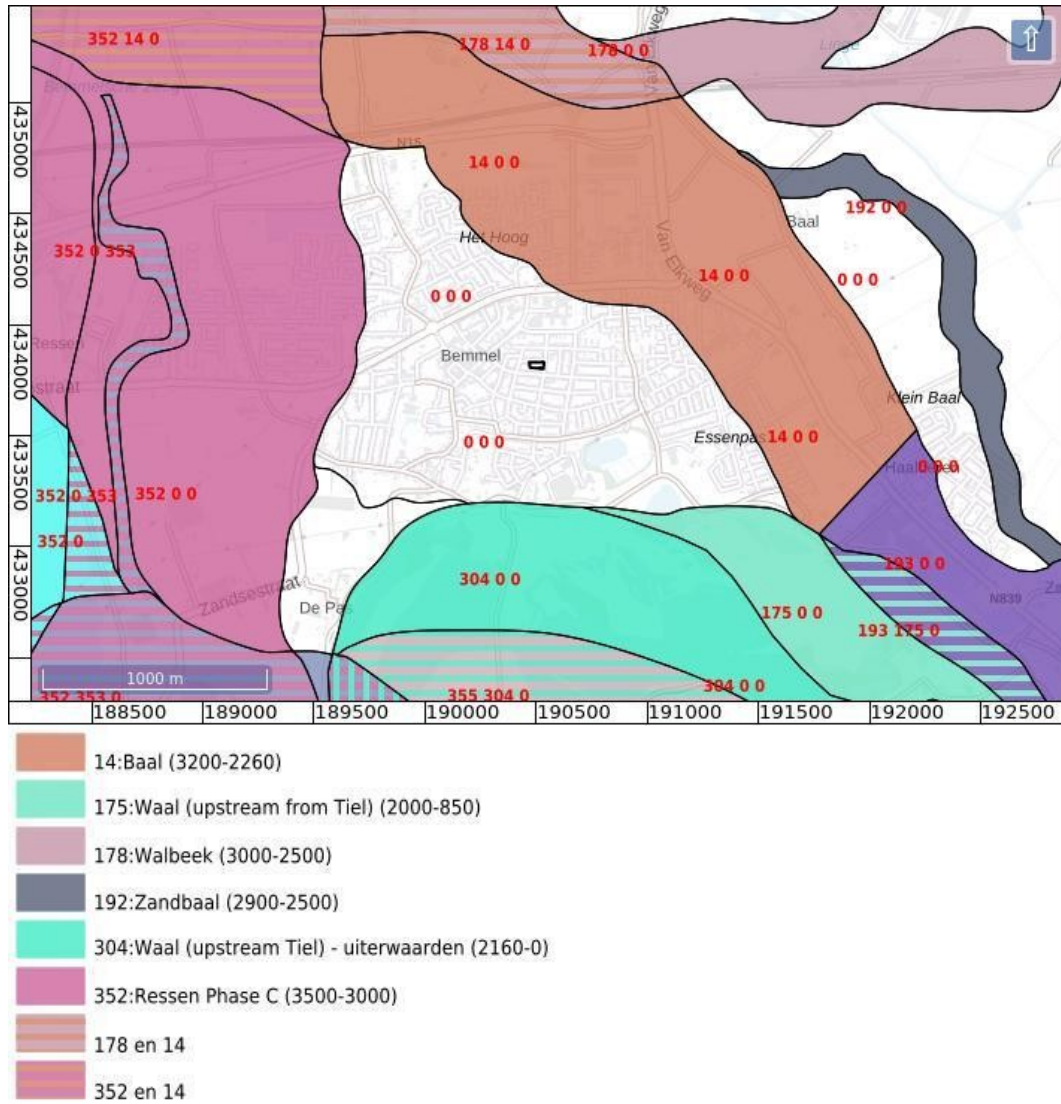 352 14 0
178 14 0
178 0 0
Linge
N15
14 0 0
435000
192 0 0
Baal
434500
352 0 353
Het Hoog
Van Elkweg
14 0 0
0 0 0
0 0 0
434000
Ressen
Bemmel
straat
Klein Baal
433500
0 0 0
Essenpas
14 0 0
0 0 0
352 0 353
352 0 0
352 0
433000
304 0 0
193 0 0
Zandsestraat
De Pas
175 0 0
N839
193 175 0
1000 m
304 0 0
352 353 0
355 304 0
188500 189000 189500 190000 190500 191000 191500 192000 192500
14:Baal (3200-2260)
175:Waal (upstream from Tiel) (2000-850)
178:Walbeek (3000-2500)
192:Zandbaal (2900-2500)
304:Waal (upstream Tiel) - uiterwaarden (2160-0)
352:Ressen Phase C (3500-3000)
178 en 14
352 en 14